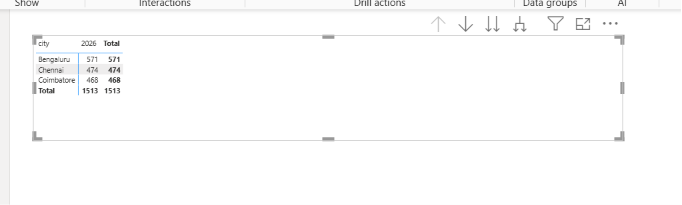 Show Interactions Drill actions Data groups AI
city 2026 Total
Bengaluru 571 571
Chennai 474 474
Coimbatore 468 468
Total 1513 1513